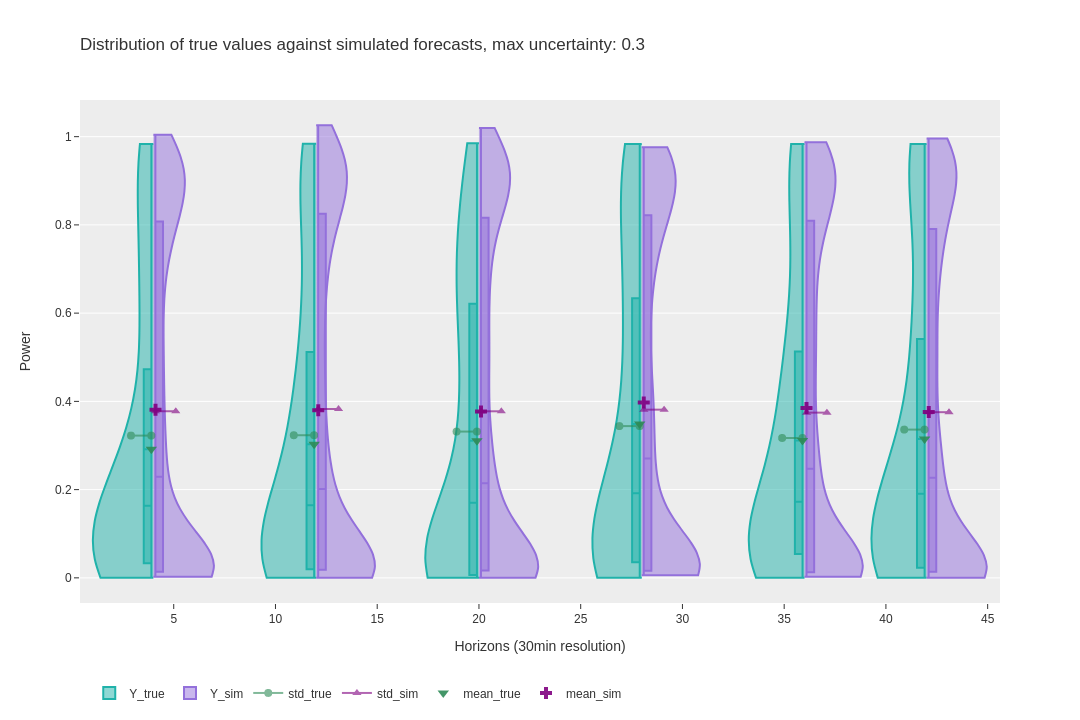 Distribution of true values against simulated forecasts, max uncertainty: 0.3
Power
1
0.8
0.6
0.4
0.2
0
5 10 15 20 25 30 35 40 45
Horizons (30min resolution)
Y_true Y_sim std_true std_sim mean_true mean_sim